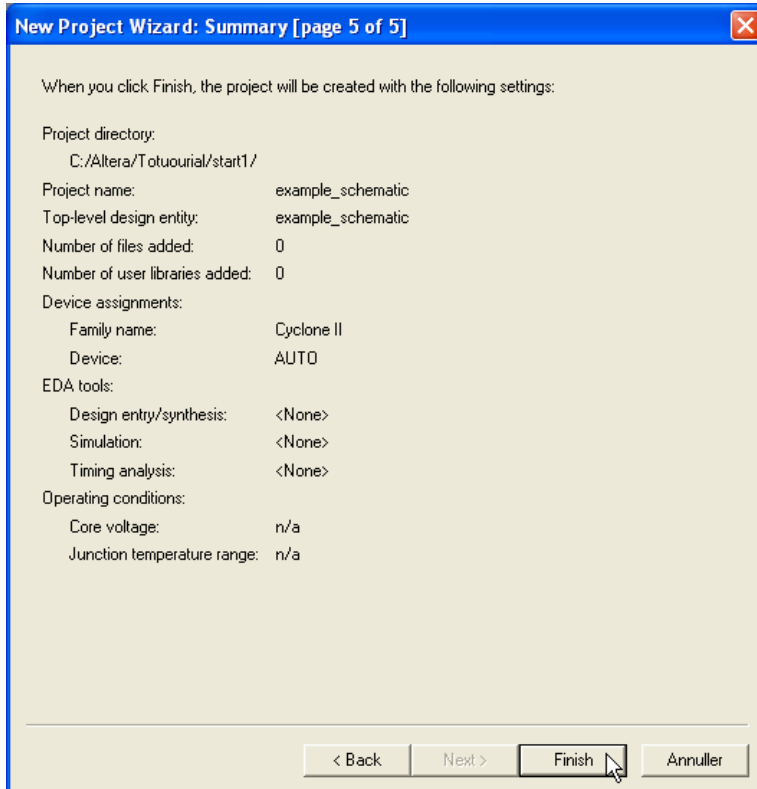 New Project Wizard: Summary [page 5 of 5]
When you click Finish, the project will be created with the following settings:
Project directory:
C:/Altera/Totuourial/start1/
Project name: example_schematic
Top-level design entity: example_schematic
Number of files added: 0
Number of user libraries added: 0
Device assignments:
Family name: Cyclone II
Device: AUTO
EDA tools:
Design entry/synthesis: <None>
Simulation: <None>
Timing analysis: <None>
Operating conditions:
Core voltage: n/a
Junction temperature range: n/a
< Back Next > Finish Annuller